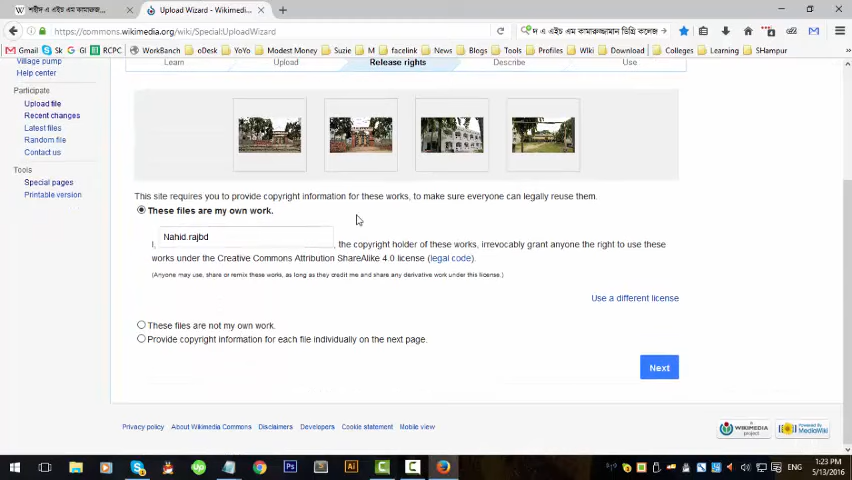 শহীদ এ এইচ এম কামারুজ্জা...
Upload Wizard - Wikimedi...
https://commons.wikimedia.org/wiki/Special:UploadWizard
দ এ এইচ এম কামারুজ্জামান ডিগ্রি কলেজ
Gmail Sk Gl RCPC WorkBanch oDesk YoYo Modest Money Suzie M facelink News Blogs Tools Profiles Wiki Download Colleges SHampur
Village pump
Help center
Participate
Upload file
Recent changes
Latest files
Random file
Contact us
Tools
Special pages
Printable version
Learn Upload Release rights Describe Use
This site requires you to provide copyright information for these works, to make sure everyone can legally reuse them.
These files are my own work.
Nahid.rajbd
I, , the copyright holder of these works, irrevocably grant anyone the right to use these
works under the Creative Commons Attribution ShareAlike 4.0 license (legal code).
(Anyone may use, share or remix these works, as long as they credit me and share any derivative work under this license.)
Use a different license
These files are not my own work.
Provide copyright information for each file individually on the next page.
Next
Privacy policy About Wikimedia Commons Disclaimers Developers Cookie statement Mobile view
WIKIMEDIA
project
Powered By
MediaWiki
ENG
1:23 PM
5/13/2016